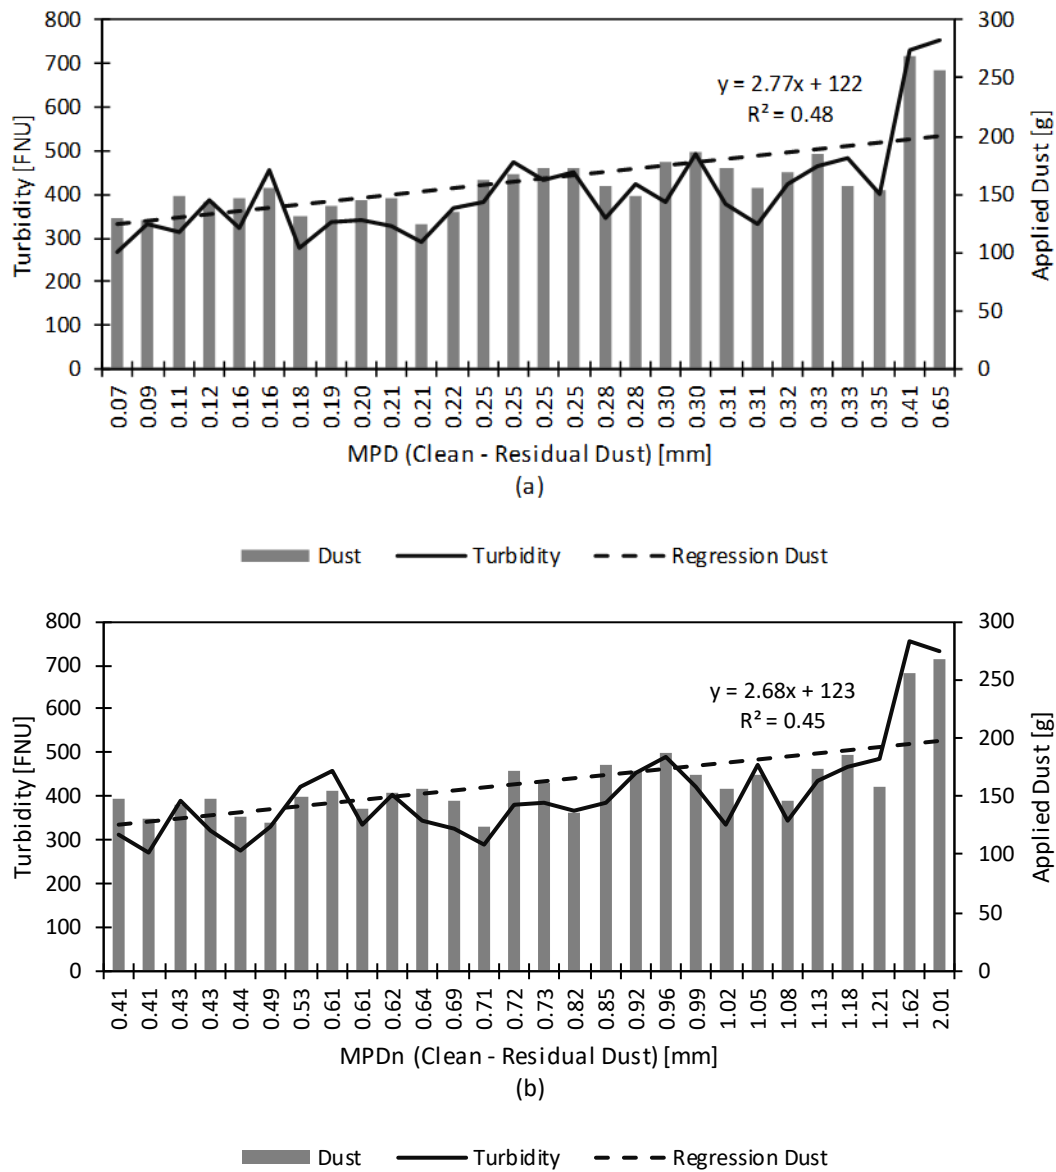 800
700
600
500
400
300
200
100
0
Turbidity [FNU]
300
250
200
150
100
50
0
Applied Dust [g]
y = 2.77x + 122
R² = 0.48
0.07 0.09 0.11 0.12 0.16 0.16 0.18 0.19 0.20 0.21 0.21 0.22 0.25 0.25 0.25 0.25 0.28 0.28 0.30 0.30 0.31 0.31 0.32 0.33 0.33 0.35 0.41 0.65
MPD (Clean - Residual Dust) [mm]
(a)
Dust Turbidity Regression Dust
800
700
600
500
400
300
200
100
0
Turbidity [FNU]
300
250
200
150
100
50
0
Applied Dust [g]
y = 2.68x + 123
R² = 0.45
0.41 0.41 0.43 0.43 0.44 0.49 0.53 0.61 0.61 0.62 0.64 0.69 0.71 0.72 0.73 0.82 0.85 0.92 0.96 0.99 1.02 1.05 1.08 1.13 1.18 1.21 1.62 2.01
MPDn (Clean - Residual Dust) [mm]
(b)
Dust Turbidity Regression Dust